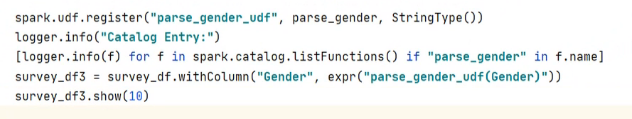 spark.udf.register("parse_gender_udf", parse_gender, StringType())
logger.info("Catalog Entry:")
[logger.info(f) for f in spark.catalog.listFunctions() if "parse_gender" in f.name]
survey_df3 = survey_df.withColumn("Gender", expr("parse_gender_udf(Gender)"))
survey_df3.show(10)